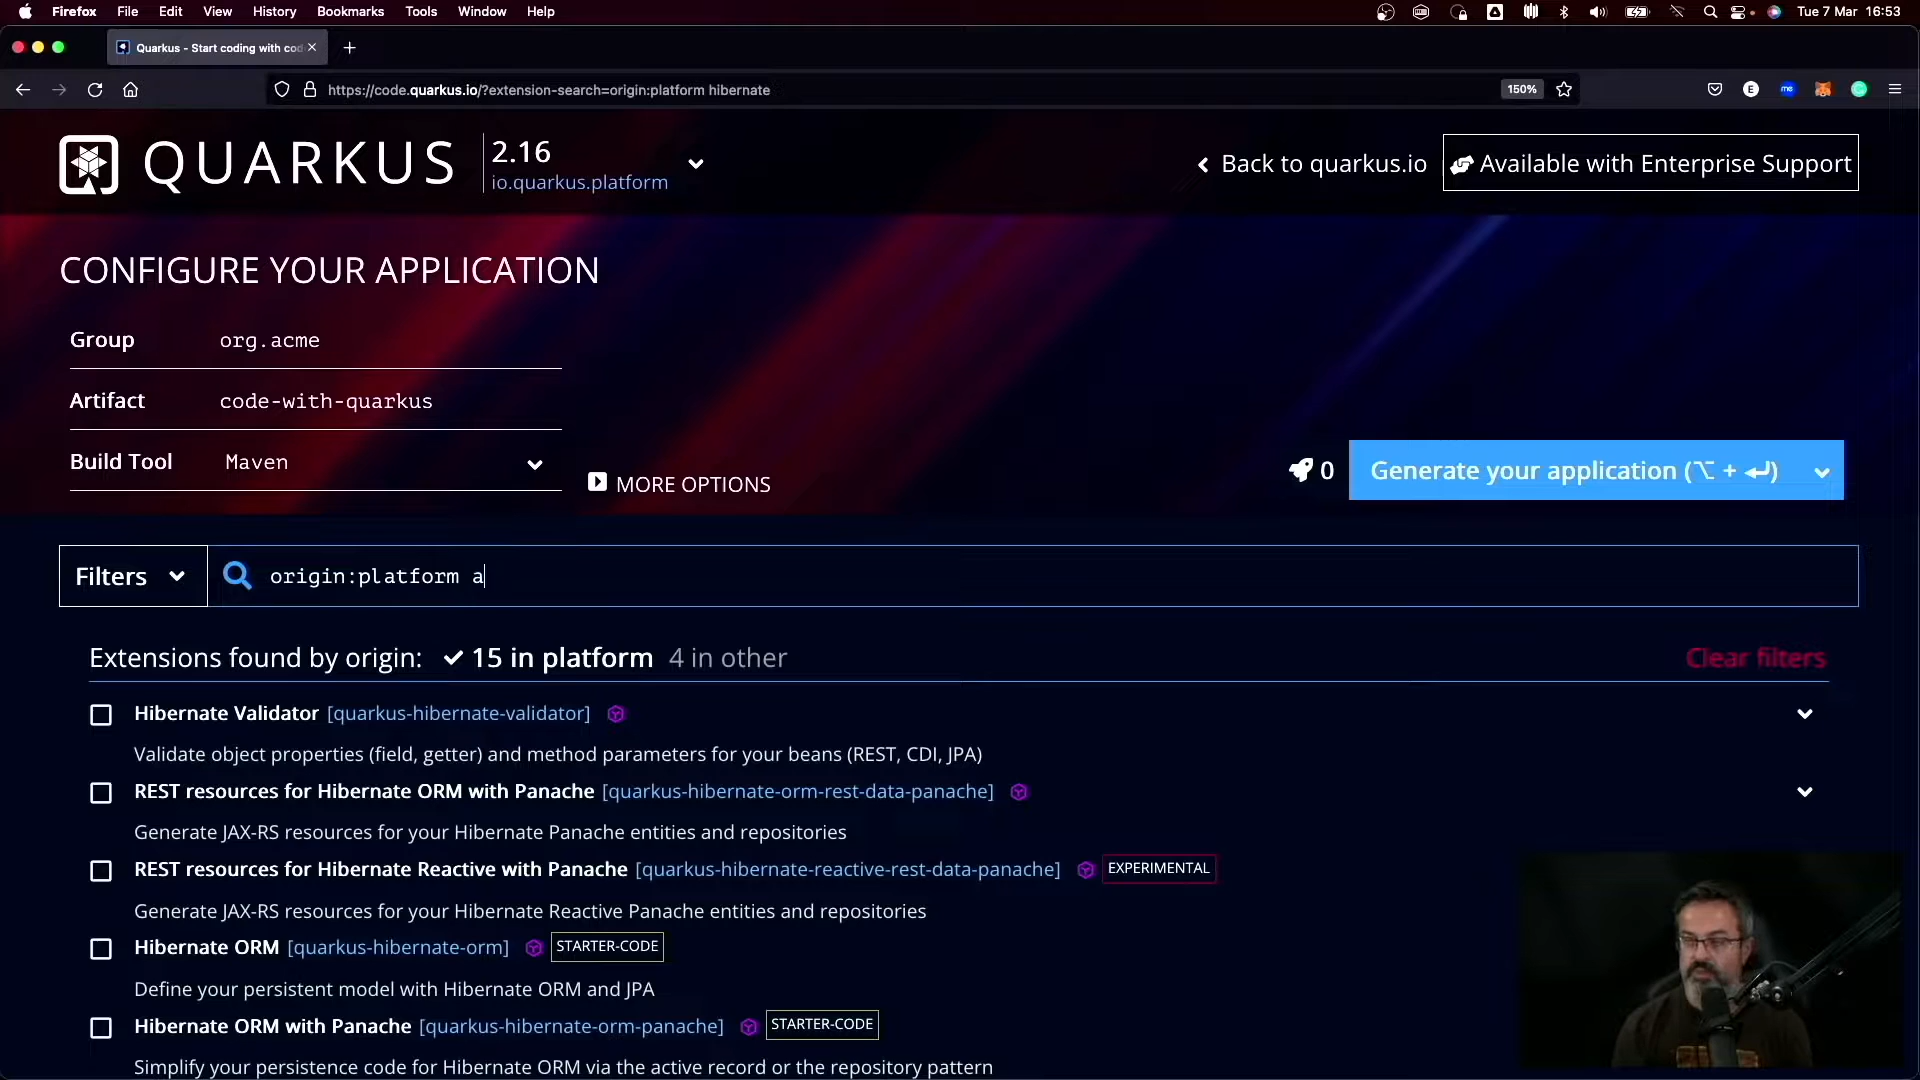 Firefox File Edit View History Bookmarks Tools Window Help Tue 7 Mar 16:53
Quarkus - Start coding with cod
https://code.quarkus.io/?extension-search=origin:platform hibernate 150%
QUARKUS 2.16
io.quarkus.platform
Back to quarkus.io Available with Enterprise Support
CONFIGURE YOUR APPLICATION
Group org.acme
Artifact code-with-quarkus
Build Tool Maven
MORE OPTIONS
0 Generate your application (⌥ + ↵)
Filters origin:platform a
Extensions found by origin: ✓ 15 in platform 4 in other Clear filters
Hibernate Validator [quarkus-hibernate-validator]
Validate object properties (field, getter) and method parameters for your beans (REST, CDI, JPA)
REST resources for Hibernate ORM with Panache [quarkus-hibernate-orm-rest-data-panache]
Generate JAX-RS resources for your Hibernate Panache entities and repositories
REST resources for Hibernate Reactive with Panache [quarkus-hibernate-reactive-rest-data-panache] EXPERIMENTAL
Generate JAX-RS resources for your Hibernate Reactive Panache entities and repositories
Hibernate ORM [quarkus-hibernate-orm] STARTER-CODE
Define your persistent model with Hibernate ORM and JPA
Hibernate ORM with Panache [quarkus-hibernate-orm-panache] STARTER-CODE
Simplify your persistence code for Hibernate ORM via the active record or the repository pattern